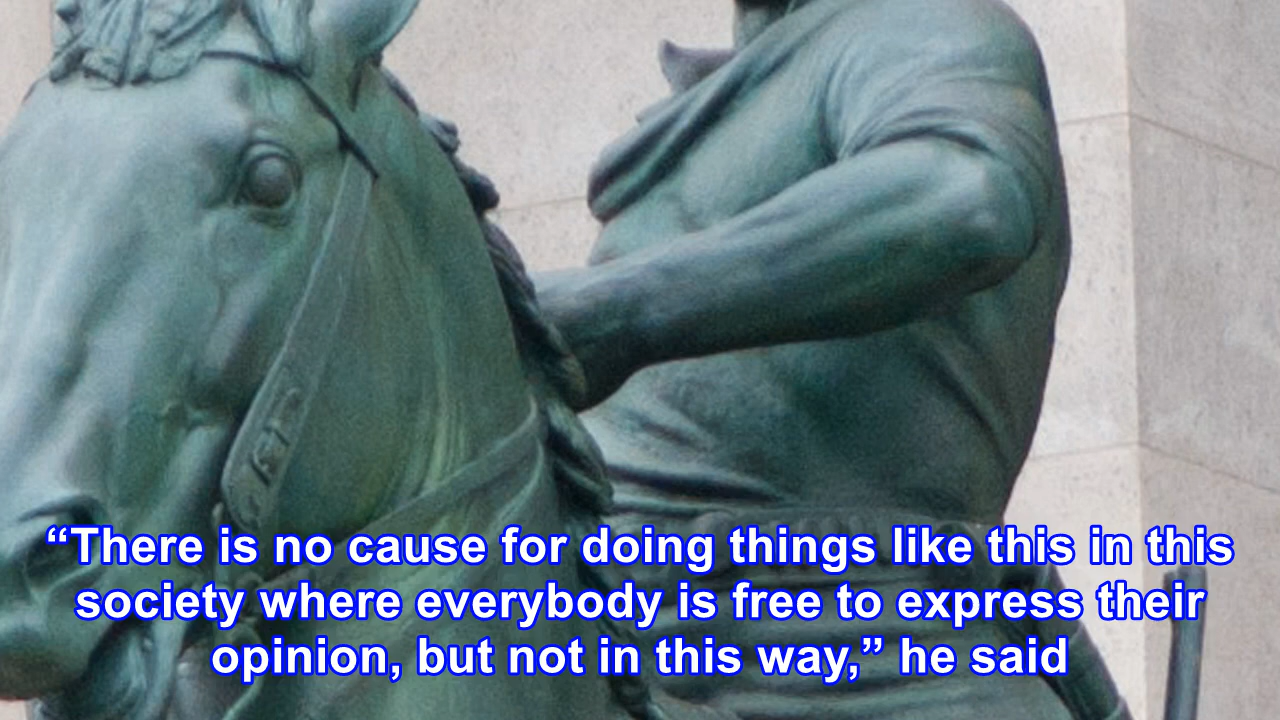 “There is no cause for doing things like this in this
society where everybody is free to express their
opinion, but not in this way,” he said